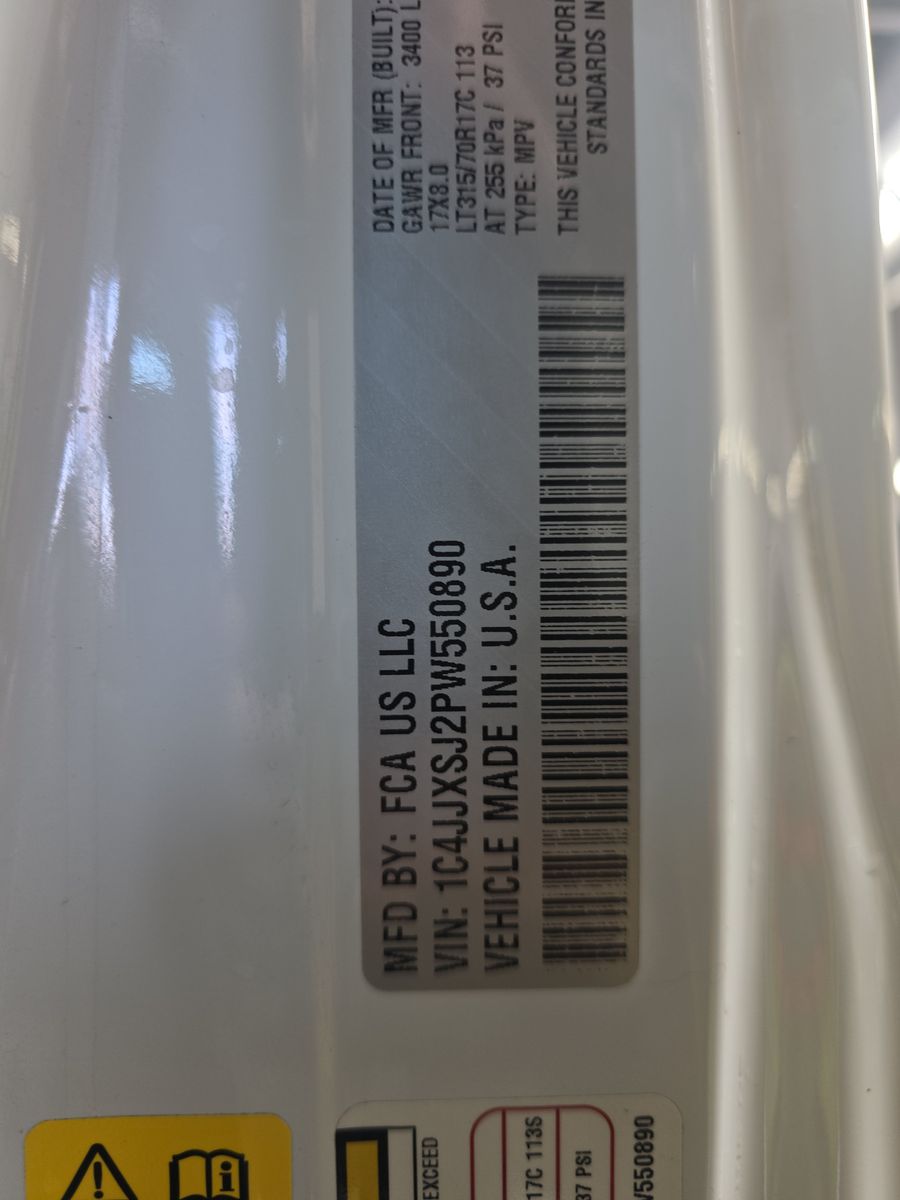 MFD BY: FCA US LLC
VIN: 1C4JJXSJ2PW550890
VEHICLE MADE IN: U.S.A.
DATE OF MFR (BUILT):
GAWR FRONT: 3400 L
17X8.0
LT315/70R17C 113
AT 255 kPa / 37 PSI
TYPE: MPV
THIS VEHICLE CONFOR
STANDARDS IN
EXCEED
17C 113S
37 PSI
550890